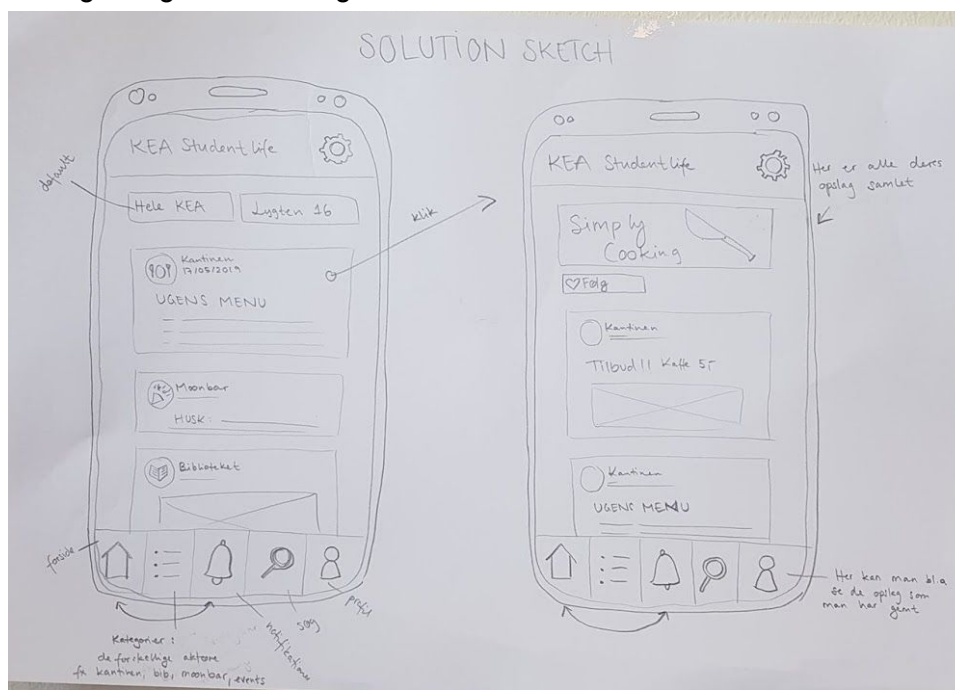 SOLUTION SKETCH
KEA Student life
default
Hele KEA
Lygten 16
klik
Kantinen
17/05/2019
UGENS MENU
Moonbar
HUSK:
Biblioteket
forside
Kategorier:
de forskellige aktører
fx kantinen, bib, moonbar, events
notifikationer
søg
profil
KEA Student life
Her er alle deres
opslag samlet
Simply
Cooking
Følg
Kantinen
Tilbud!! Kaffe 5,-
Kantinen
UGENS MENU
Her kan man bl.a
se de opslag som
man har gemt